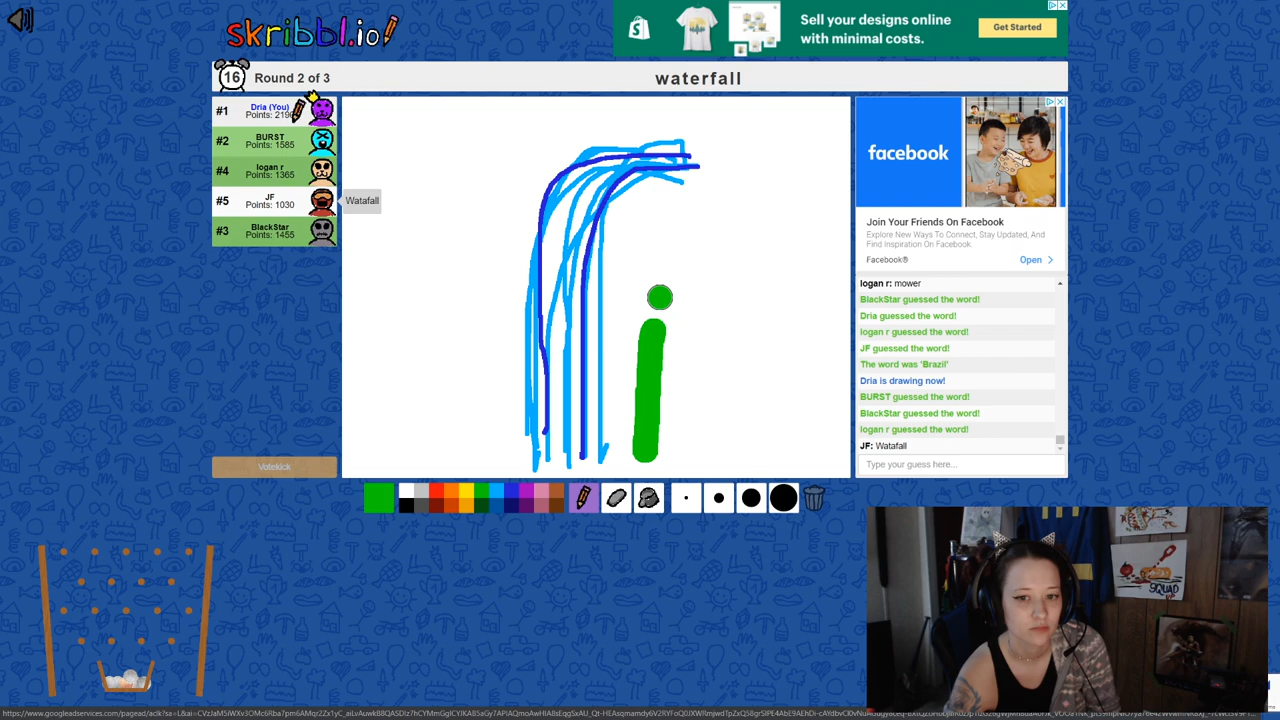 skribbl.io!
Sell your designs online
with minimal costs.
Get Started
16
Round 2 of 3
waterfall
#1
Dria (You)
#2
BURST
Points: 1585
#4
logan r
Points: 1365
#5
JF
Points: 1030
Watafall
#3
BlackStar
Points: 1455
Votekick
facebook
Join Your Friends On Facebook
Explore New Ways To Connect, Stay Updated, And
Find Inspiration On Facebook.
Facebook®
Open
logan r: mower
BlackStar guessed the word!
Dria guessed the word!
logan r guessed the word!
JF guessed the word!
The word was 'Brazil'
Dria is drawing now!
BURST guessed the word!
BlackStar guessed the word!
logan r guessed the word!
JF: Watafall
Type your guess here...
SQUAD